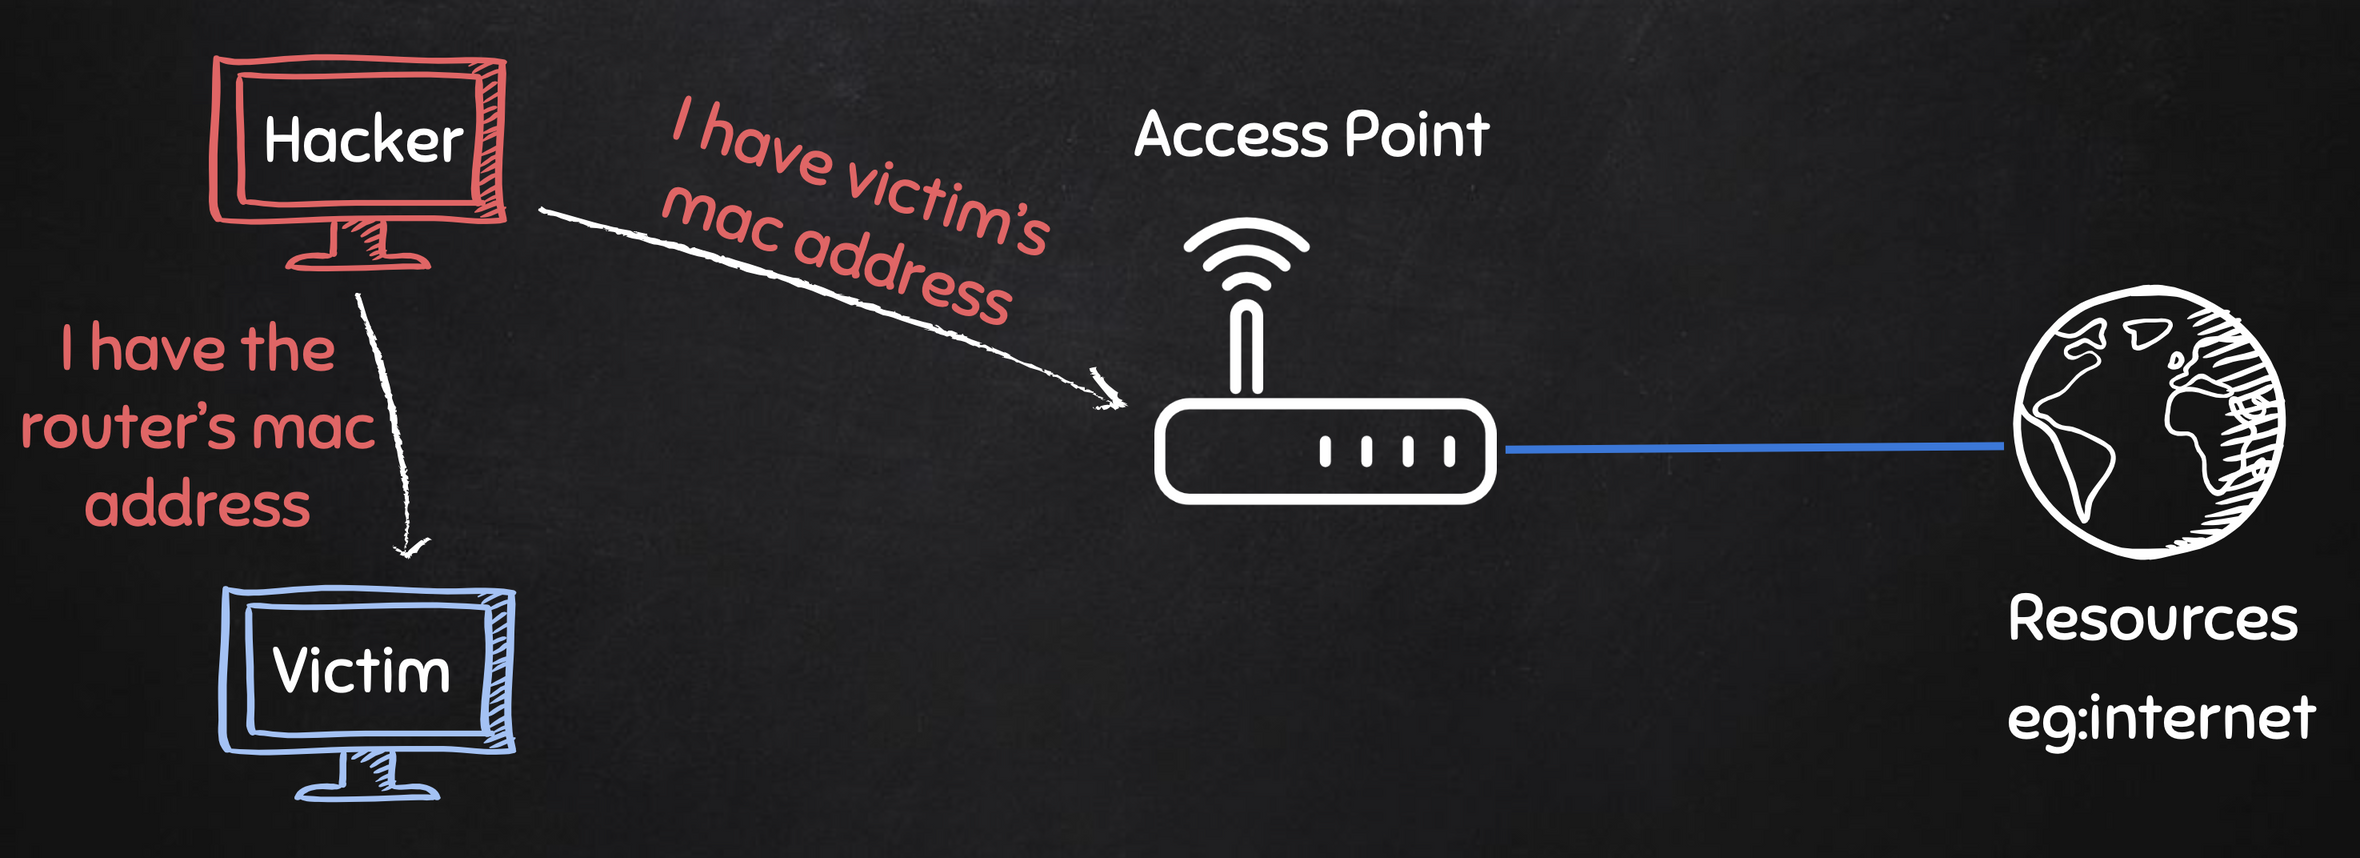 Hacker
I have victim's
mac address
Access Point
I have the
router's mac
address
Victim
Resources
eg:internet